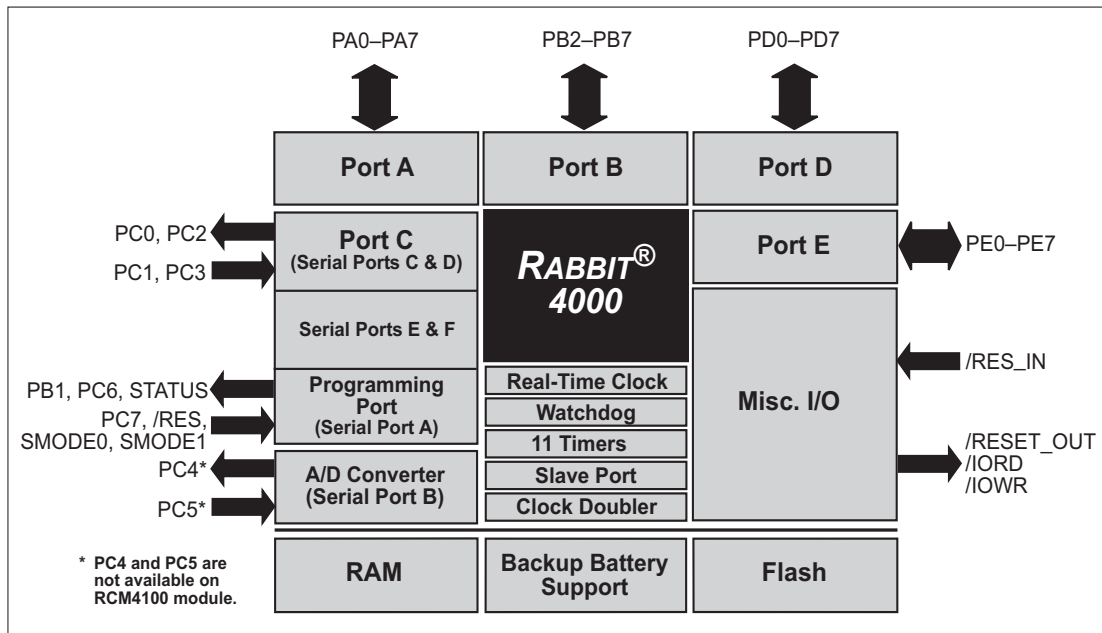 PA0–PA7
PB2–PB7
PD0–PD7
Port A
Port B
Port D
PC0, PC2
PC1, PC3
Port C
(Serial Ports C & D)
RABBIT®
4000
Port E
PE0–PE7
Serial Ports E & F
PB1, PC6, STATUS
PC7, /RES,
SMODE0, SMODE1
Programming
Port
(Serial Port A)
Real-Time Clock
Watchdog
11 Timers
Slave Port
Clock Doubler
Misc. I/O
/RES_IN
/RESET_OUT
/IORD
/IOWR
PC4*
PC5*
A/D Converter
(Serial Port B)
* PC4 and PC5 are
not available on
RCM4100 module.
RAM
Backup Battery
Support
Flash